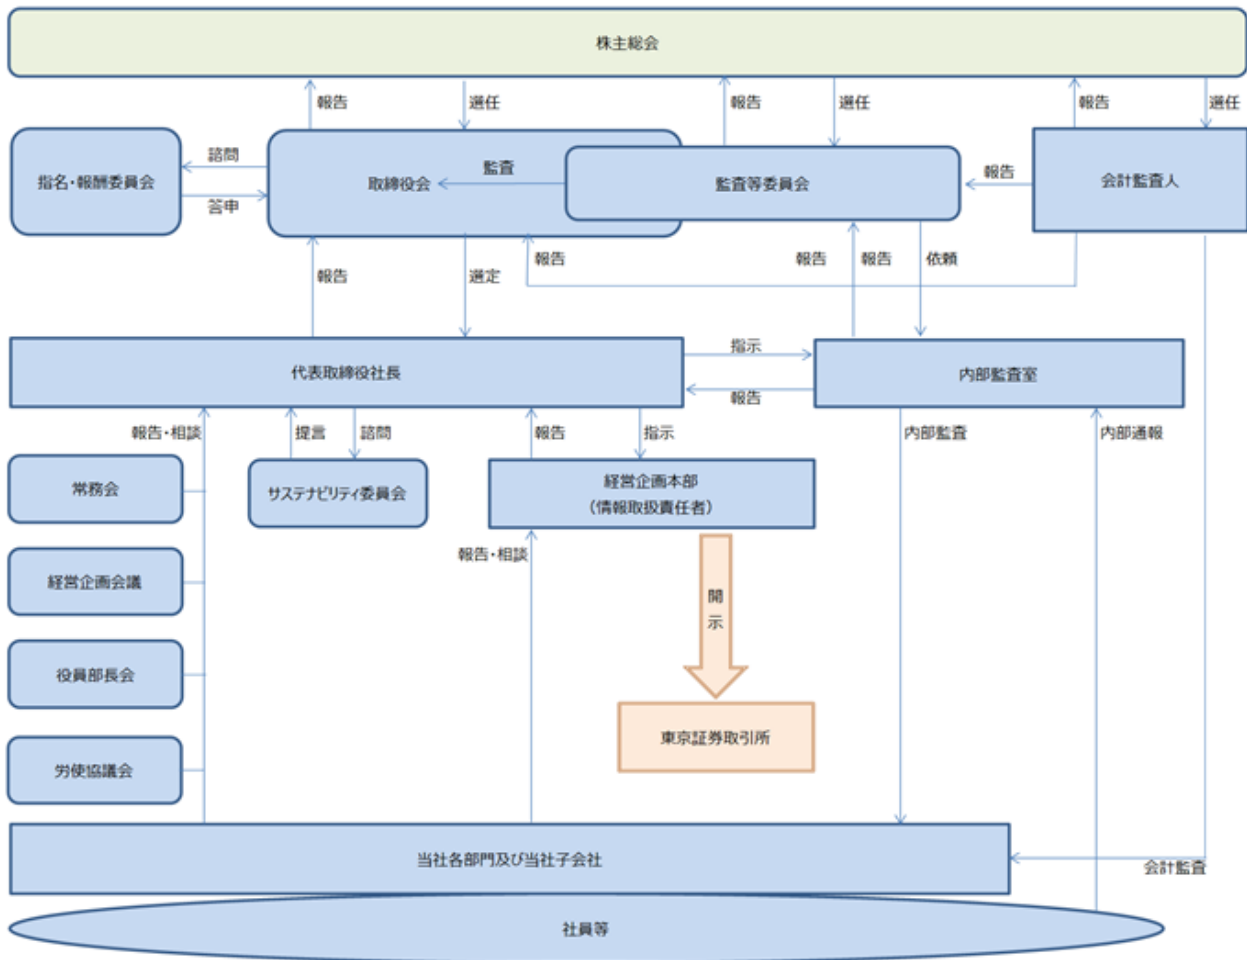 株主総会
報告
選任
報告
選任
報告
選任
指名・報酬委員会
諮問
答申
取締役会
監査
監査等委員会
報告
会計監査人
報告
選定
報告
報告
報告
依頼
代表取締役社長
指示
報告
内部監査室
報告・相談
提言
諮問
報告
指示
内部監査
内部通報
常務会
サステナビリティ委員会
経営企画本部
（情報取扱責任者）
報告・相談
経営企画会議
開
示
役員部長会
東京証券取引所
労使協議会
当社各部門及び当社子会社
会計監査
社員等